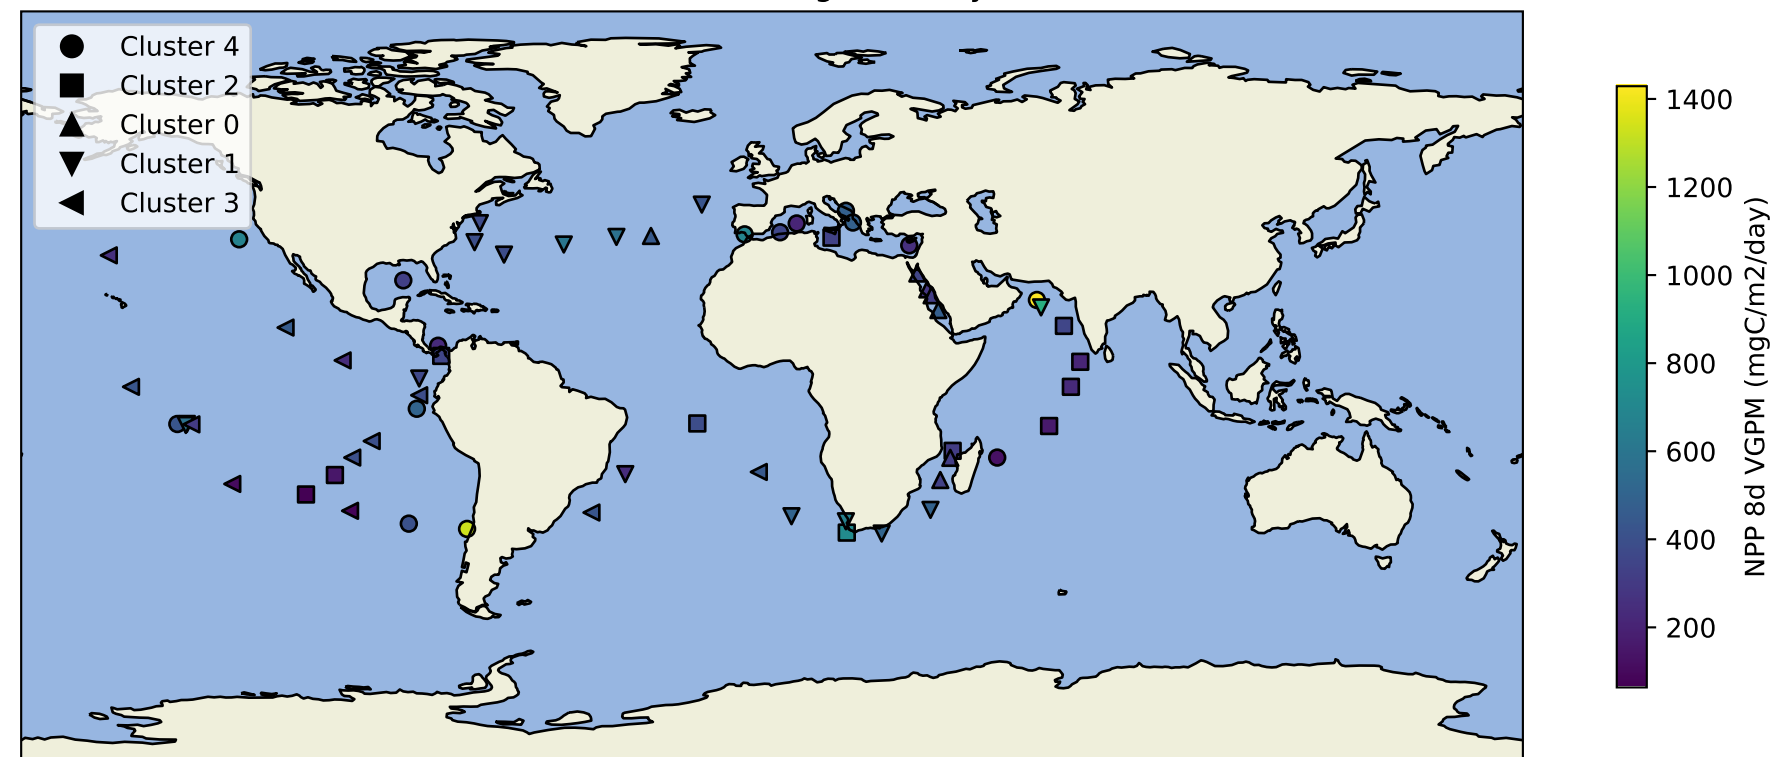 Cluster 4
Cluster 2
Cluster 0
Cluster 1
Cluster 3
1400
1200
1000
800
600
400
200
NPP 8d VGPM (mgC/m2/day)